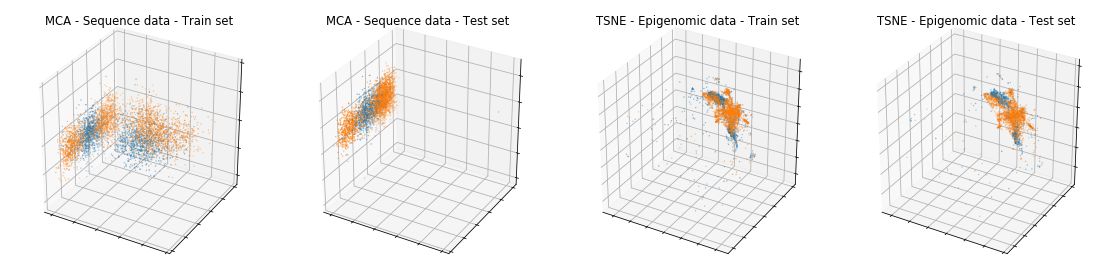 MCA - Sequence data - Train set
MCA - Sequence data - Test set
TSNE - Epigenomic data - Train set
TSNE - Epigenomic data - Test set